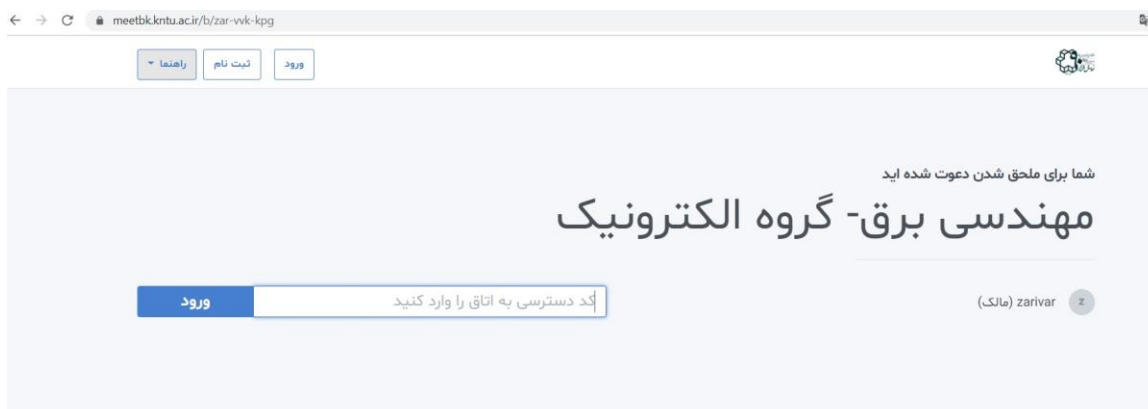 meetbk.kntu.ac.ir/b/zar-vvk-kpg
ورود
ثبت نام
راهنما
شما برای ملحق شدن دعوت شده اید
مهندسی برق- گروه الکترونیک
z zarivar (مالک)
کد دسترسی به اتاق را وارد کنید
ورود